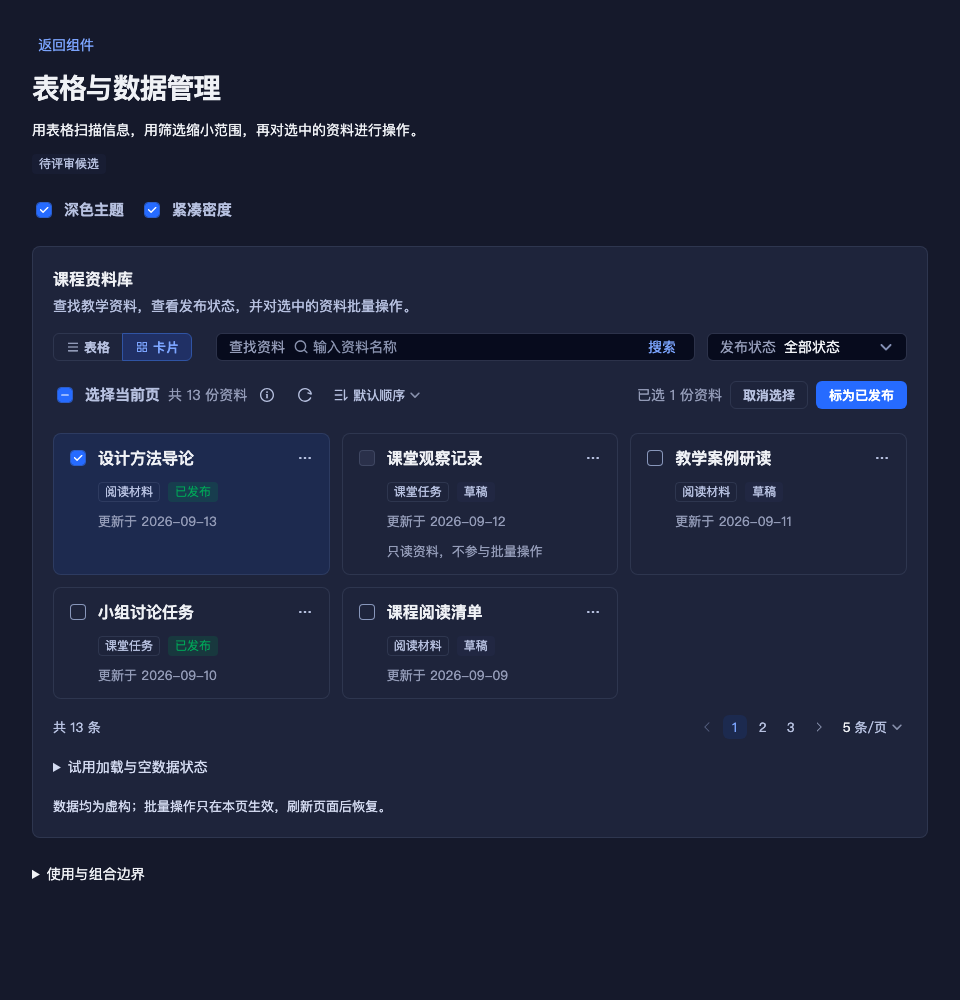 返回组件
表格与数据管理
用表格扫描信息，用筛选缩小范围，再对选中的资料进行操作。
待评审候选
深色主题 紧凑密度
课程资料库
查找教学资料，查看发布状态，并对选中的资料批量操作。
表格 卡片 查找资料 输入资料名称 搜索 发布状态 全部状态
选择当前页 共 13 份资料 默认顺序 已选 1 份资料 取消选择 标为已发布
设计方法导论
阅读材料 已发布
更新于 2026-09-13
课堂观察记录
课堂任务 草稿
更新于 2026-09-12
只读资料，不参与批量操作
教学案例研读
阅读材料 草稿
更新于 2026-09-11
小组讨论任务
课堂任务 已发布
更新于 2026-09-10
课程阅读清单
阅读材料 草稿
更新于 2026-09-09
共 13 条 1 2 3 5 条/页
试用加载与空数据状态
数据均为虚构；批量操作只在本页生效，刷新页面后恢复。
使用与组合边界